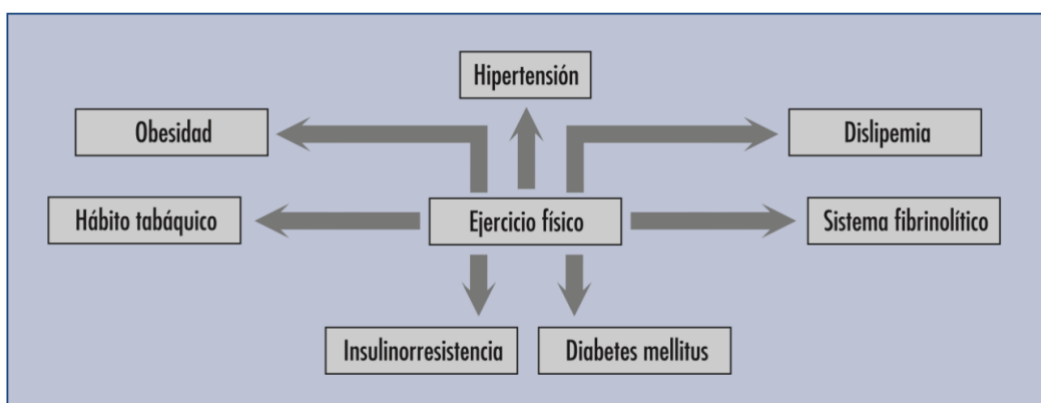 Hipertensión
Obesidad
Dislipemia
Hábito tabáquico
Ejercicio físico
Sistema fibrinolítico
Insulinorresistencia
Diabetes mellitus